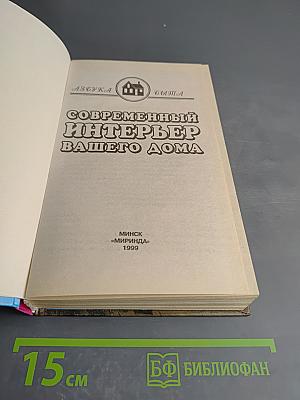 АЗБУКА БЫТА
СОВРЕМЕННЫЙ
ИНТЕРЬЕР
ВАШЕГО ДОМА
МИНСК
«МИРИНДА»
1999
15 см
БФ БИБЛИОФАН